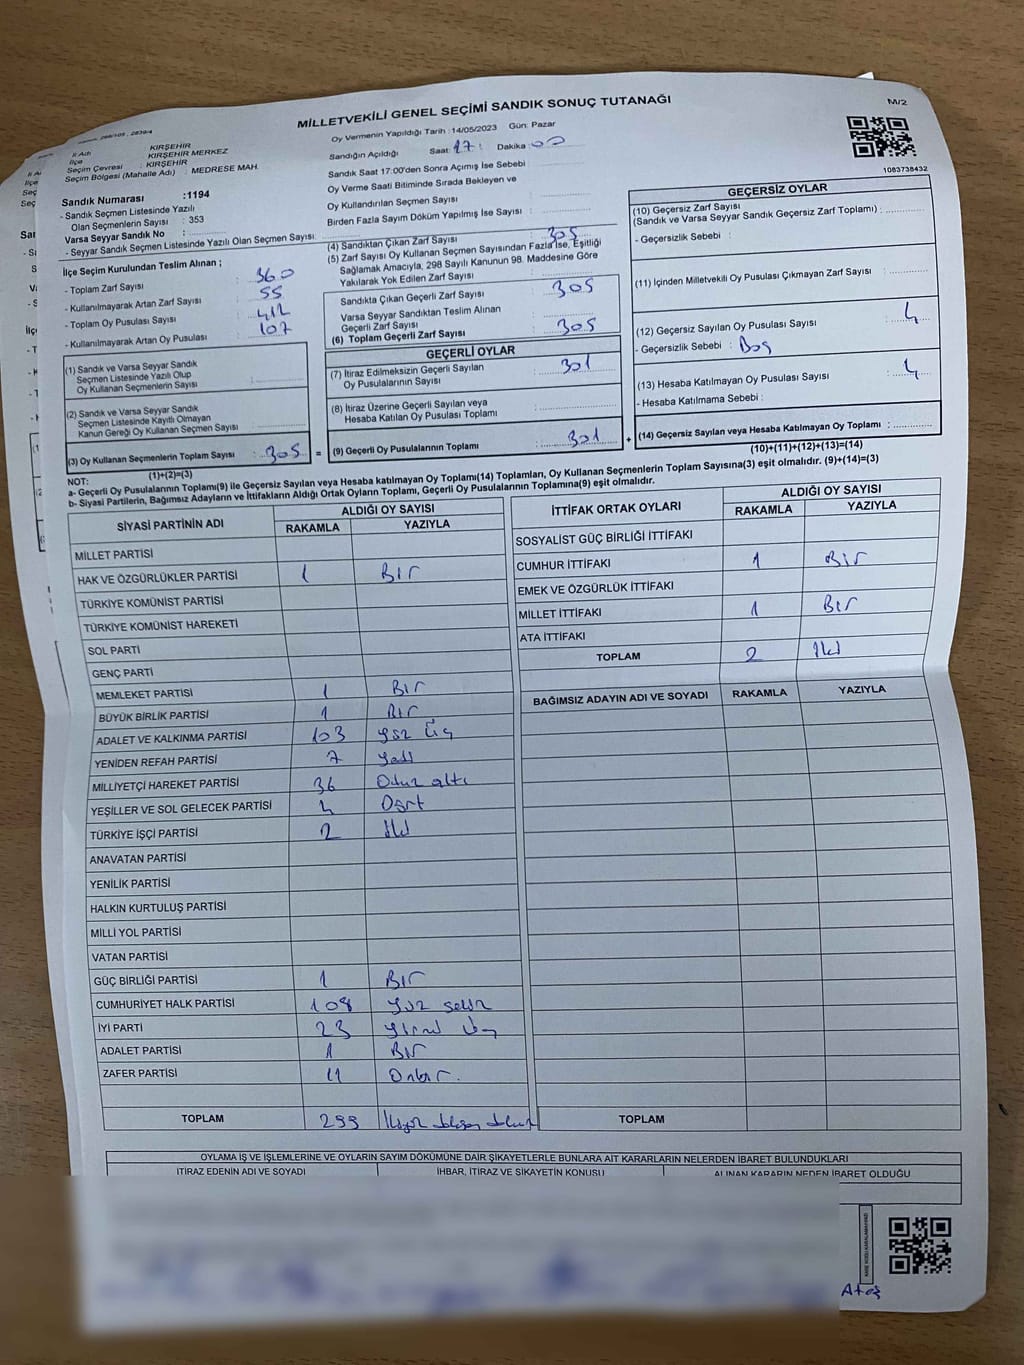 MİLLETVEKİLİ GENEL SEÇİMİ SANDIK SONUÇ TUTANAĞI
M/2
1083738432
İl Adı : KIRŞEHİR
İlçe : KIRŞEHİR MERKEZ
Seçim Çevresi : KIRŞEHİR
Seçim Bölgesi (Mahalle Adı) : MEDRESE MAH.
Sandık Numarası :1194
- Sandık Seçmen Listesinde Yazılı
Olan Seçmenlerin Sayısı : 353
Varsa Seyyar Sandık No :
- Seyyar Sandık Seçmen Listesinde Yazılı Olan Seçmen Sayısı:
Oy Vermenin Yapıldığı Tarih :14/05/2023 Gün: Pazar
Sandığın Açıldığı Saat: 17 Dakika: 00
Sandık Saat 17:00'den Sonra Açımış İse Sebebi
Oy Verme Saati Bitiminde Sırada Bekleyen ve
Oy Kullandırılan Seçmen Sayısı
Birden Fazla Sayım Döküm Yapılmış İse Sayısı
İlçe Seçim Kurulundan Teslim Alınan ;
- Toplam Zarf Sayısı : 360
- Kullanılmayarak Artan Zarf Sayısı : 55
- Toplam Oy Pusulası Sayısı : 412
- Kullanılmayarak Artan Oy Pusulası : 107
(1) Sandık ve Varsa Seyyar Sandık
Seçmen Listesinde Yazılı Olup
Oy Kullanan Seçmenlerin Sayısı :
(2) Sandık ve Varsa Seyyar Sandık
Seçmen Listesinde Kayıtlı Olmayan
Kanun Gereği Oy Kullanan Seçmen Sayısı :
(3) Oy Kullanan Seçmenlerin Toplam Sayısı : 305
(1)+(2)=(3)
(4) Sandıktan Çıkan Zarf Sayısı : 305
(5) Zarf Sayısı Oy Kullanan Seçmen Sayısından Fazla İse, Eşitliği
Sağlamak Amacıyla, 298 Sayılı Kanunun 98. Maddesine Göre
Yakılarak Yok Edilen Zarf Sayısı :
Sandıkta Çıkan Geçerli Zarf Sayısı : 305
Varsa Seyyar Sandıktan Teslim Alınan
Geçerli Zarf Sayısı :
(6) Toplam Geçerli Zarf Sayısı : 305
GEÇERLİ OYLAR
(7) İtiraz Edilmeksizin Geçerli Sayılan
Oy Pusulalarının Sayısı : 301
(8) İtiraz Üzerine Geçerli Sayılan veya
Hesaba Katılan Oy Pusulası Toplamı :
= (9) Geçerli Oy Pusulalarının Toplamı : 301 +
GEÇERSİZ OYLAR
(10) Geçersiz Zarf Sayısı
(Sandık ve Varsa Seyyar Sandık Geçersiz Zarf Toplamı) :
- Geçersizlik Sebebi :
(11) İçinden Milletvekili Oy Pusulası Çıkmayan Zarf Sayısı :
(12) Geçersiz Sayılan Oy Pusulası Sayısı : 4
- Geçersizlik Sebebi : Boş
(13) Hesaba Katılmayan Oy Pusulası Sayısı : 4
- Hesaba Katılmama Sebebi :
(14) Geçersiz Sayılan veya Hesaba Katılmayan Oy Toplamı :
(10)+(11)+(12)+(13)=(14)
NOT:
a- Geçerli Oy Pusulalarının Toplamı(9) ile Geçersiz Sayılan veya Hesaba katılmayan Oy Toplamı(14) Toplamları, Oy Kullanan Seçmenlerin Toplam Sayısına(3) eşit olmalıdır. (9)+(14)=(3)
b- Siyasi Partilerin, Bağımsız Adayların ve İttifakların Aldığı Ortak Oyların Toplamı, Geçerli Oy Pusulalarının Toplamına(9) eşit olmalıdır.
SİYASİ PARTİNİN ADI ALDIĞI OY SAYISI
RAKAMLA YAZIYLA
MİLLET PARTİSİ
HAK VE ÖZGÜRLÜKLER PARTİSİ 1 Bir
TÜRKİYE KOMÜNİST PARTİSİ
TÜRKİYE KOMÜNİST HAREKETİ
SOL PARTİ
GENÇ PARTİ
MEMLEKET PARTİSİ 1 Bir
BÜYÜK BİRLİK PARTİSİ 1 Bir
ADALET VE KALKINMA PARTİSİ 103 Yüz Üç
YENİDEN REFAH PARTİSİ 7 Yedi
MİLLİYETÇİ HAREKET PARTİSİ 36 Otuz altı
YEŞİLLER VE SOL GELECEK PARTİSİ 4 Dört
TÜRKİYE İŞÇİ PARTİSİ 2 İki
ANAVATAN PARTİSİ
YENİLİK PARTİSİ
HALKIN KURTULUŞ PARTİSİ
MİLLİ YOL PARTİSİ
VATAN PARTİSİ
GÜÇ BİRLİĞİ PARTİSİ 1 Bir
CUMHURİYET HALK PARTİSİ 108 Yüz sekiz
İYİ PARTİ 23 Yirmi Üç
ADALET PARTİSİ 1 Bir
ZAFER PARTİSİ 11 Onbir.
TOPLAM 299 İkiyüz doksan dokuz
İTTİFAK ORTAK OYLARI ALDIĞI OY SAYISI
RAKAMLA YAZIYLA
SOSYALİST GÜÇ BİRLİĞİ İTTİFAKI
CUMHUR İTTİFAKI 1 Bir
EMEK VE ÖZGÜRLÜK İTTİFAKI
MİLLET İTTİFAKI 1 Bir
ATA İTTİFAKI
TOPLAM 2 İki
BAĞIMSIZ ADAYIN ADI VE SOYADI RAKAMLA YAZIYLA
TOPLAM
OYLAMA İŞ VE İŞLEMLERİNE VE OYLARIN SAYIM DÖKÜMÜNE DAİR ŞİKAYETLERLE BUNLARA AİT KARARLARIN NELERDEN İBARET BULUNDUKLARI
İTİRAZ EDENİN ADI VE SOYADI İHBAR, İTİRAZ VE ŞİKAYETİN KONUSU ALINAN KARARIN NEDEN İBARET OLDUĞU
Ataş